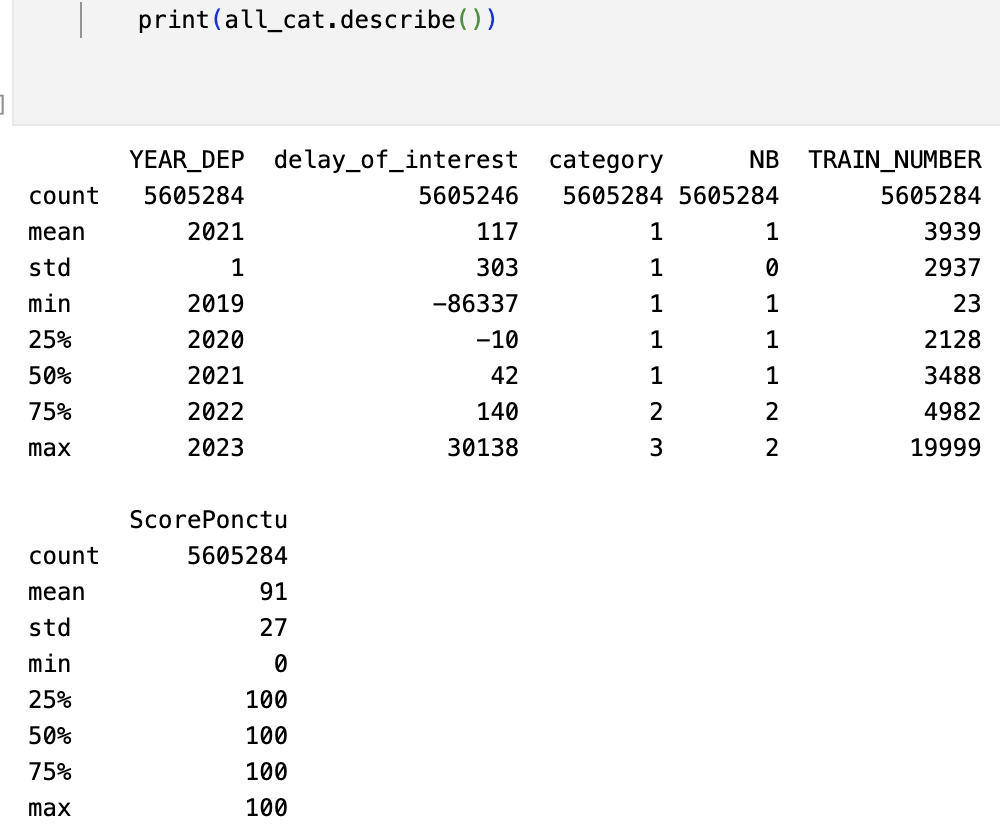 print(all_cat.describe())
]
YEAR_DEP delay_of_interest category NB TRAIN_NUMBER
count 5605284 5605246 5605284 5605284 5605284
mean 2021 117 1 1 3939
std 1 303 1 0 2937
min 2019 −86337 1 1 23
25% 2020 −10 1 1 2128
50% 2021 42 1 1 3488
75% 2022 140 2 2 4982
max 2023 30138 3 2 19999
ScorePonctu
count 5605284
mean 91
std 27
min 0
25% 100
50% 100
75% 100
max 100